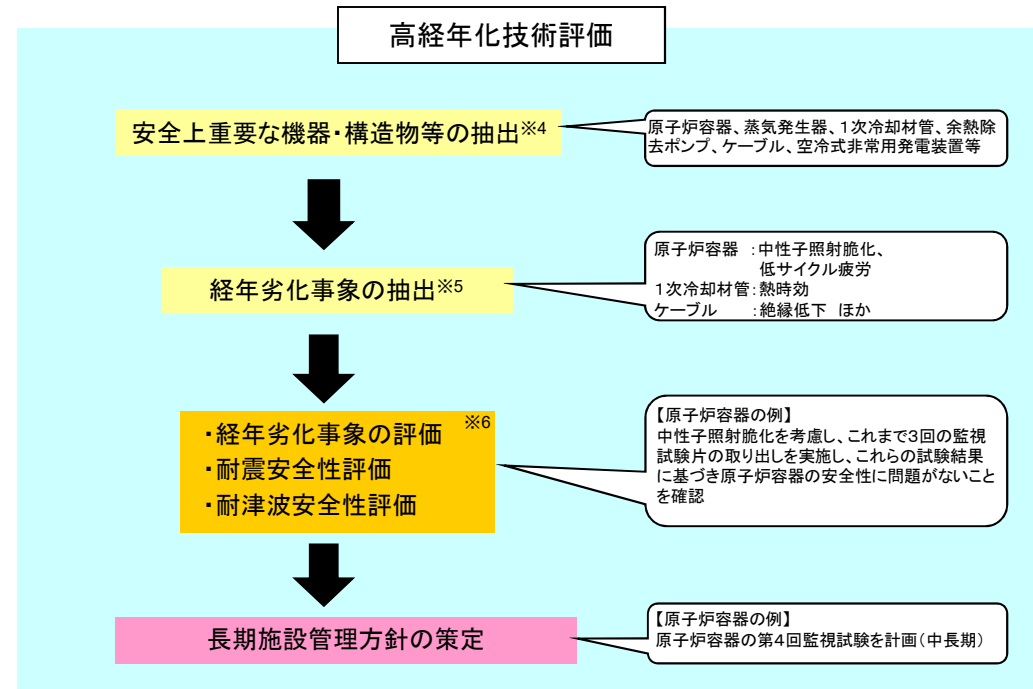 高経年化技術評価
安全上重要な機器・構造物等の抽出※4
原子炉容器、蒸気発生器、1次冷却材管、余熱除
去ポンプ、ケーブル、空冷式非常用発電装置等
経年劣化事象の抽出※5
原子炉容器 :中性子照射脆化、
低サイクル疲労
1次冷却材管:熱時効
ケーブル :絶縁低下 ほか
・経年劣化事象の評価 ※6
・耐震安全性評価
・耐津波安全性評価
【原子炉容器の例】
中性子照射脆化を考慮し、これまで3回の監視
試験片の取り出しを実施し、これらの試験結果
に基づき原子炉容器の安全性に問題がないこと
を確認
長期施設管理方針の策定
【原子炉容器の例】
原子炉容器の第4回監視試験を計画(中長期)